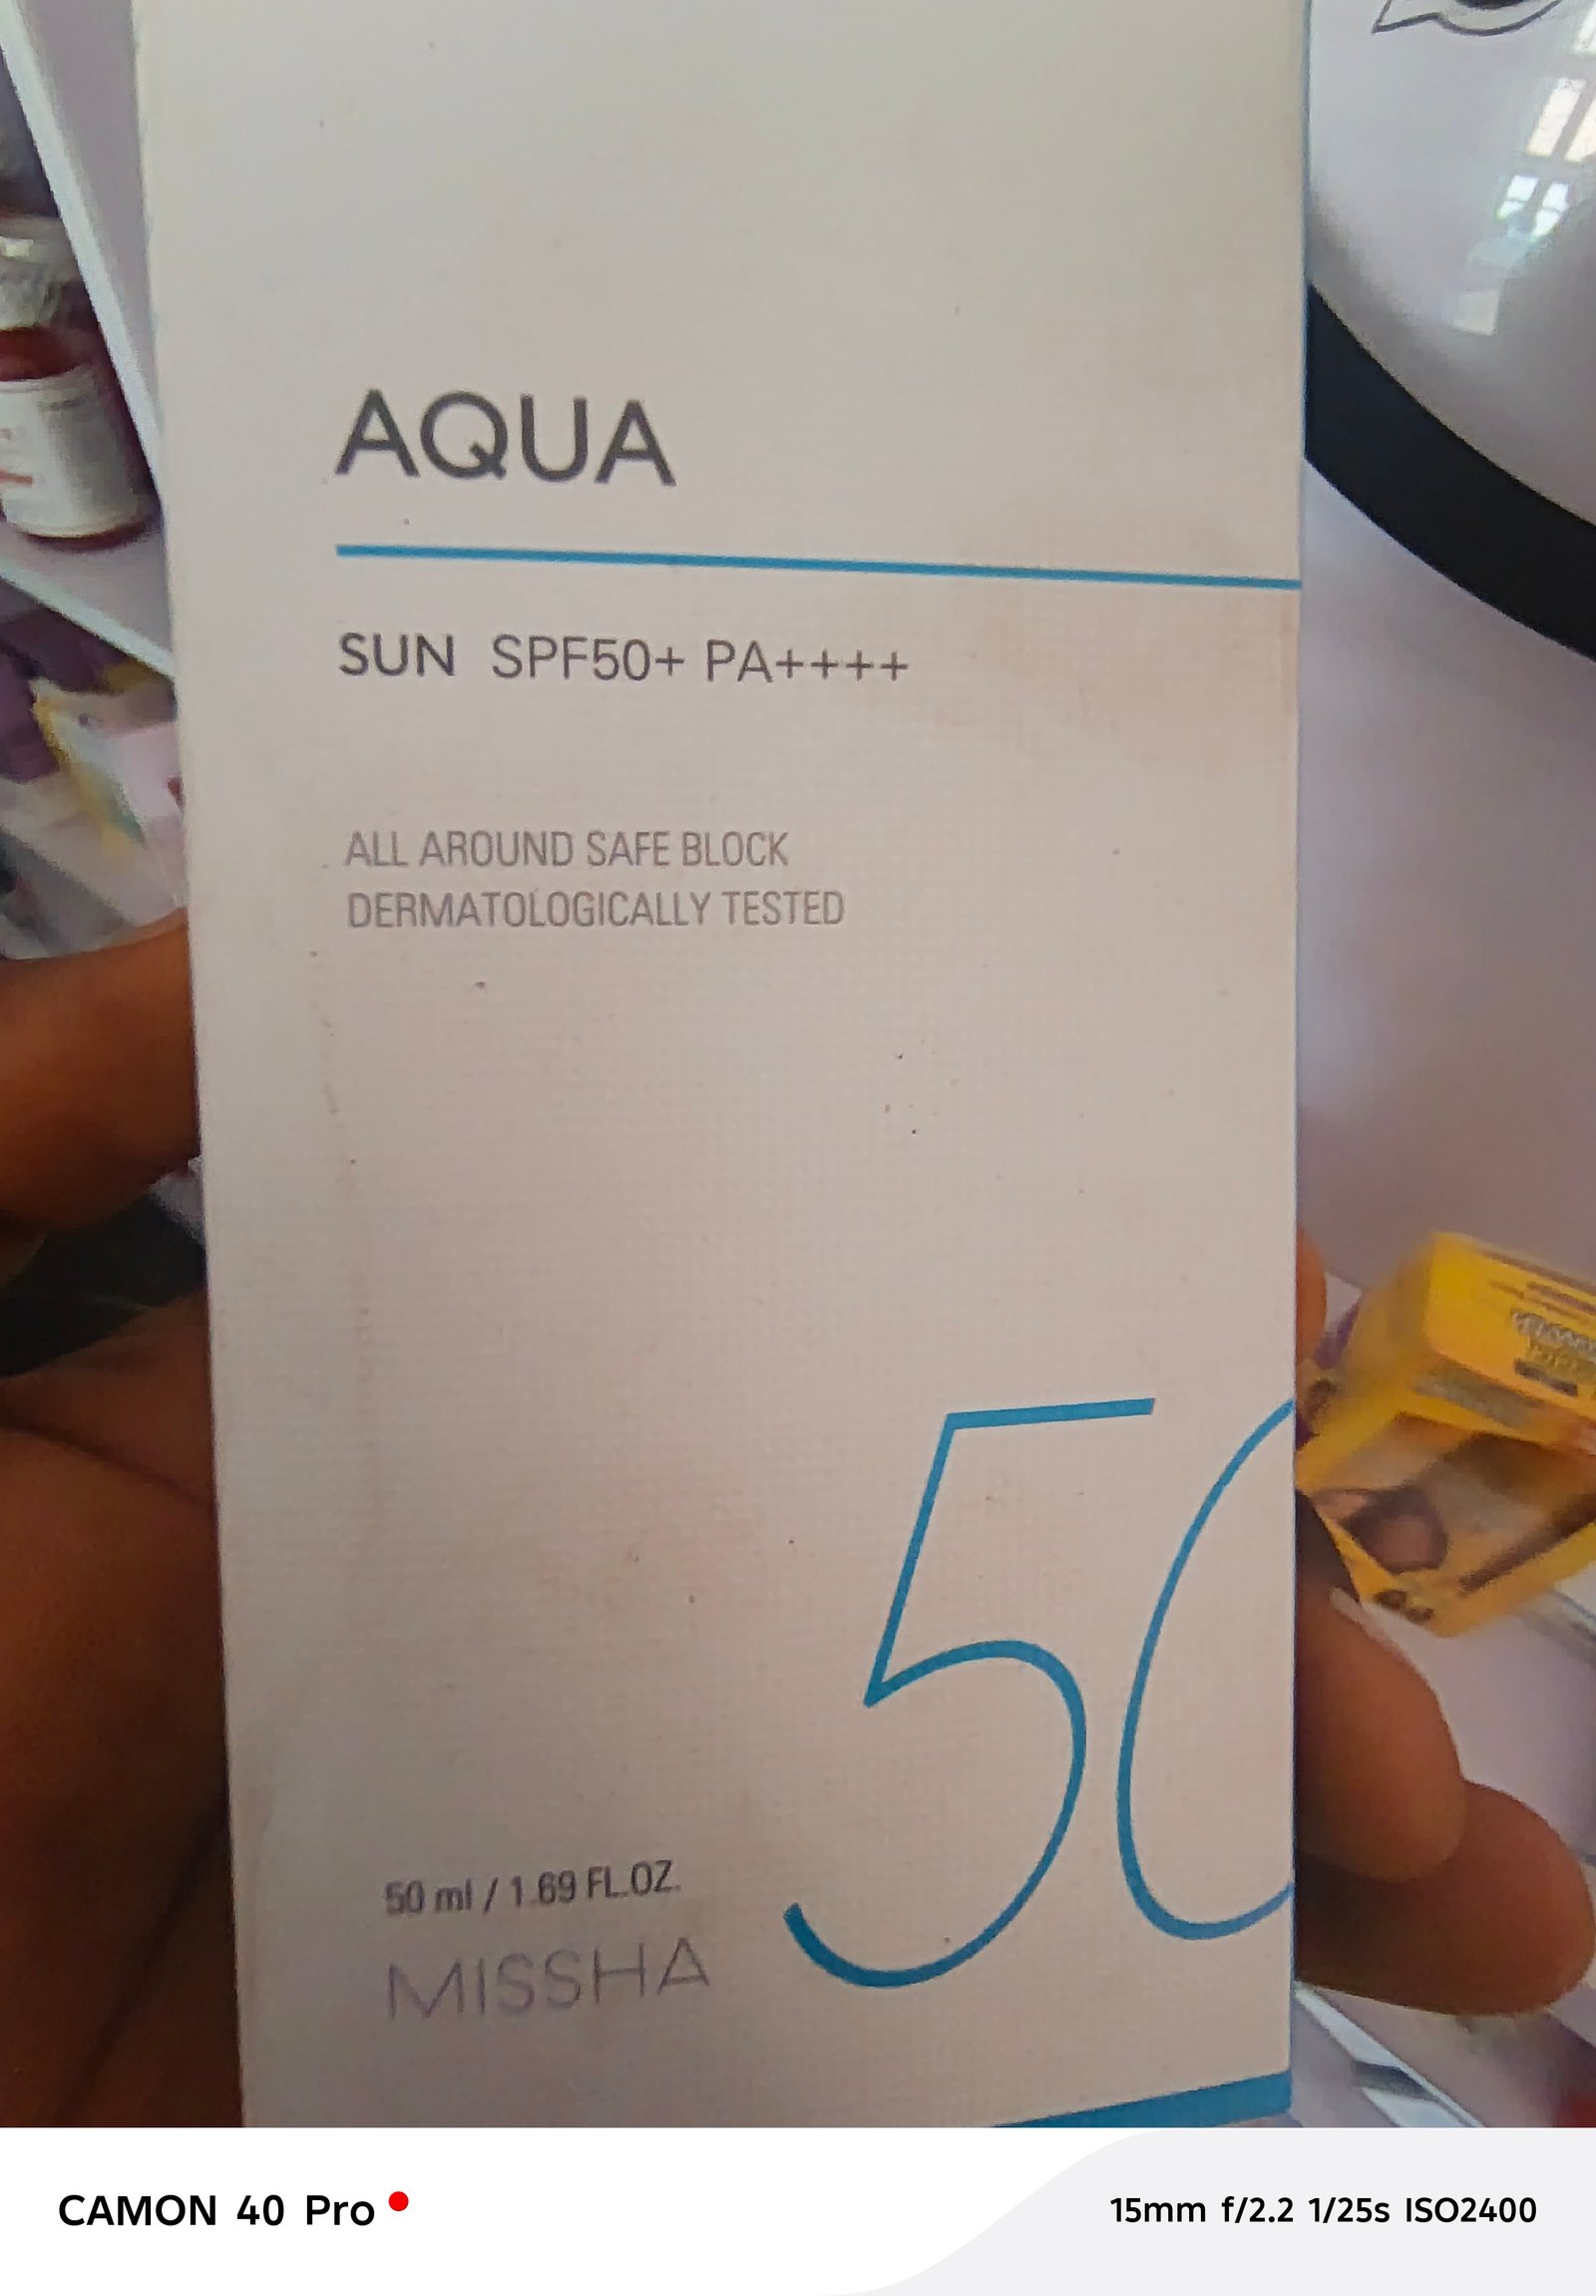 AQUA
SUN SPF50+ PA++++
ALL AROUND SAFE BLOCK
DERMATOLOGICALLY TESTED
50
50 ml / 1.69 FL.OZ.
MISSHA
CAMON 40 Pro
15mm f/2.2 1/25s ISO2400